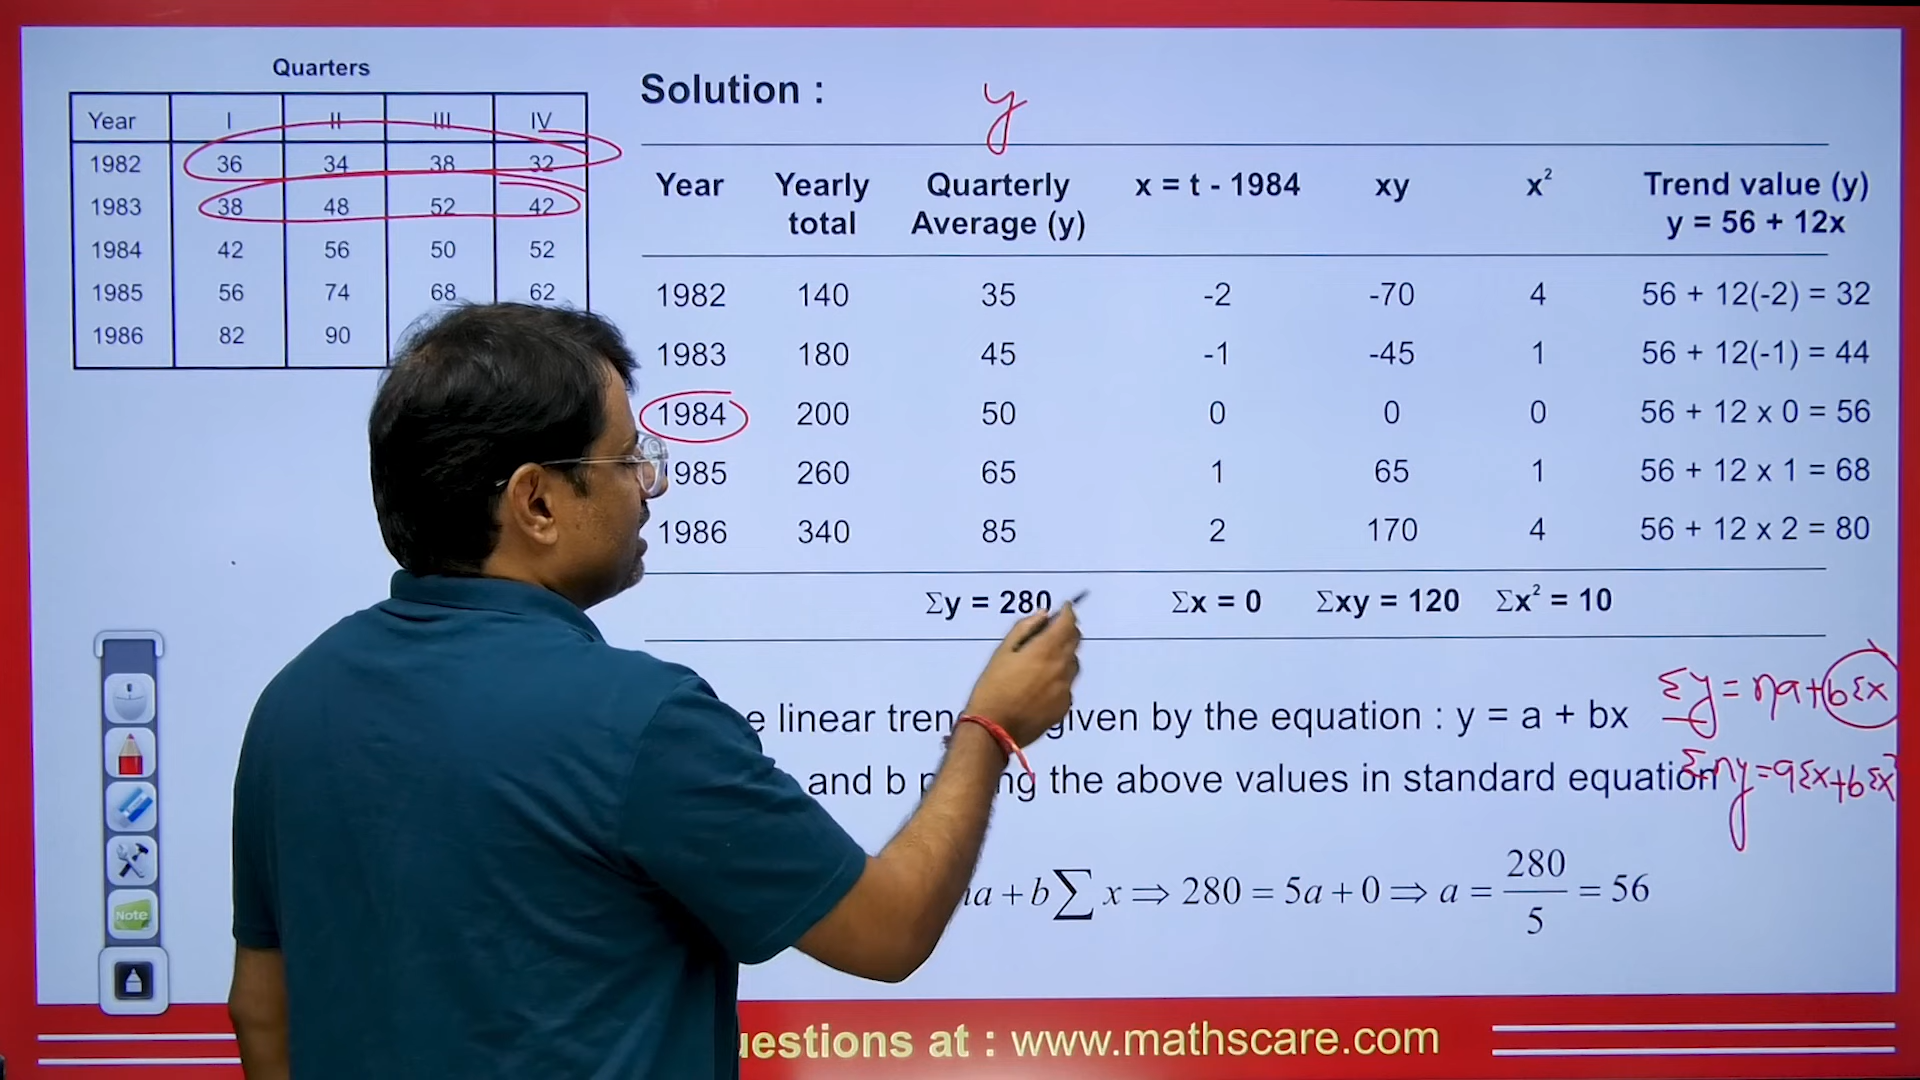 Quarters
Year I II III IV
1982 36 34 38 32
1983 38 48 52 42
1984 42 56 50 52
1985 56 74 68 62
1986 82 90
Solution :
y
Year Yearly total Quarterly Average (y) x = t - 1984 xy x² Trend value (y) y = 56 + 12x
1982 140 35 -2 -70 4 56 + 12(-2) = 32
1983 180 45 -1 -45 1 56 + 12(-1) = 44
1984 200 50 0 0 0 56 + 12 x 0 = 56
1985 260 65 1 65 1 56 + 12 x 1 = 68
1986 340 85 2 170 4 56 + 12 x 2 = 80
Σy = 280 Σx = 0 Σxy = 120 Σx² = 10
Σy = na + bΣx
linear given by the equation : y = a + bx
and b the above values in standard equation
= aΣx + bΣx²
a + b∑x ⇒ 280 = 5a + 0 ⇒ a = 280/5 = 56
Note
at : www.mathscare.com